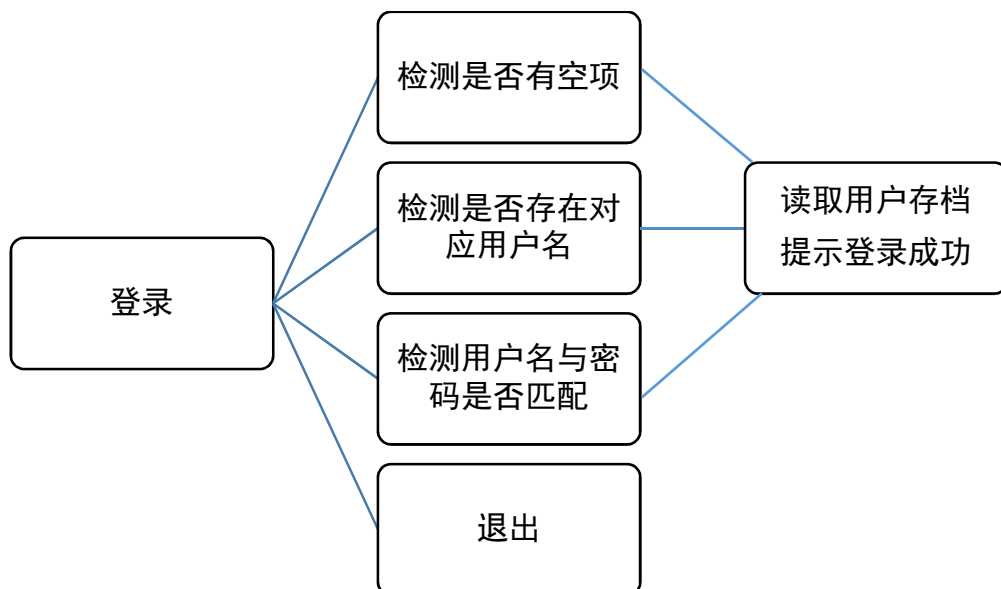 检测是否有空项
检测是否存在对
应用户名
读取用户存档
提示登录成功
登录
检测用户名与密
码是否匹配
退出